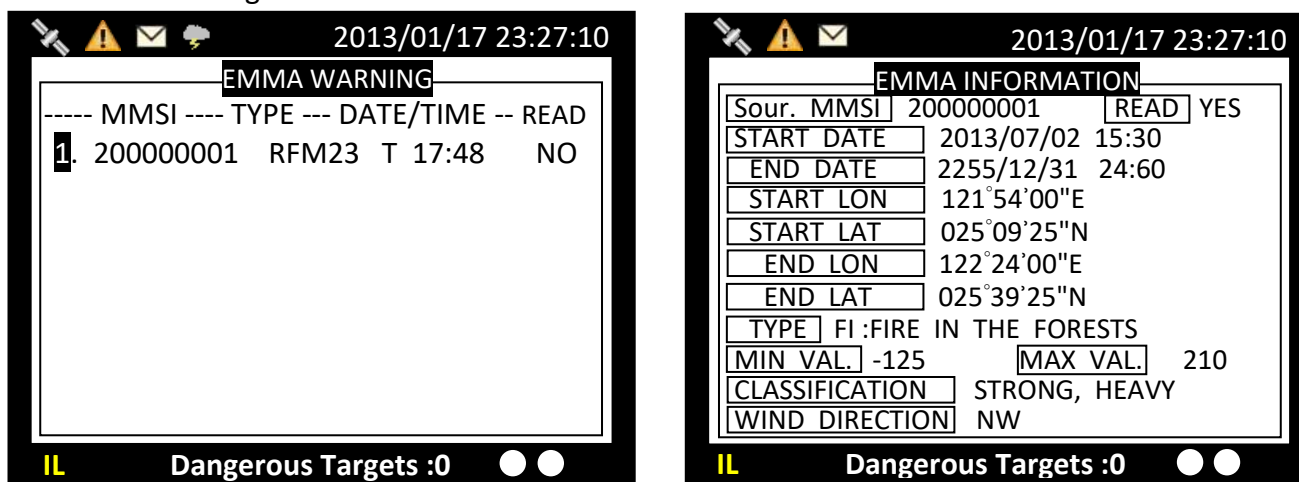 2013/01/17 23:27:10
EMMA WARNING
----- MMSI ---- TYPE --- DATE/TIME -- READ
1. 200000001 RFM23 T 17:48 NO
IL Dangerous Targets :0
2013/01/17 23:27:10
EMMA INFORMATION
Sour. MMSI 200000001 READ YES
START DATE 2013/07/02 15:30
END DATE 2255/12/31 24:60
START LON 121°54'00"E
START LAT 025°09'25"N
END LON 122°24'00"E
END LAT 025°39'25"N
TYPE FI :FIRE IN THE FORESTS
MIN VAL. -125 MAX VAL. 210
CLASSIFICATION STRONG, HEAVY
WIND DIRECTION NW
IL Dangerous Targets :0